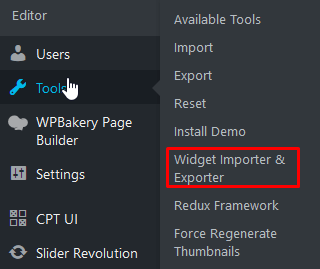 Editor
Users
Tools
WPBakery Page
Builder
Settings
CPT UI
Slider Revolution
Available Tools
Import
Export
Reset
Install Demo
Widget Importer &
Exporter
Redux Framework
Force Regenerate
Thumbnails